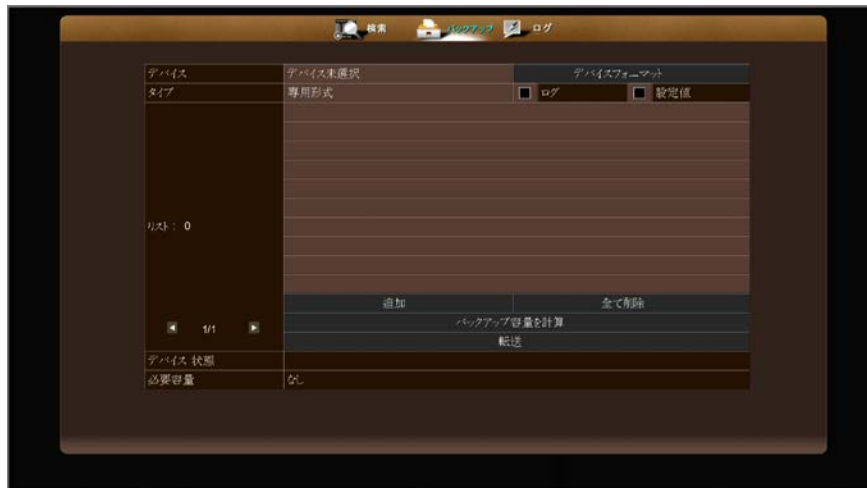 検索 バックアップ ログ
デバイス デバイス未選択 デバイスフォーマット
タイプ 専用形式 ログ 設定値
リスト： 0
追加 全て削除
バックアップ容量を計算
1/1
転送
デバイス 状態
必要容量 なし